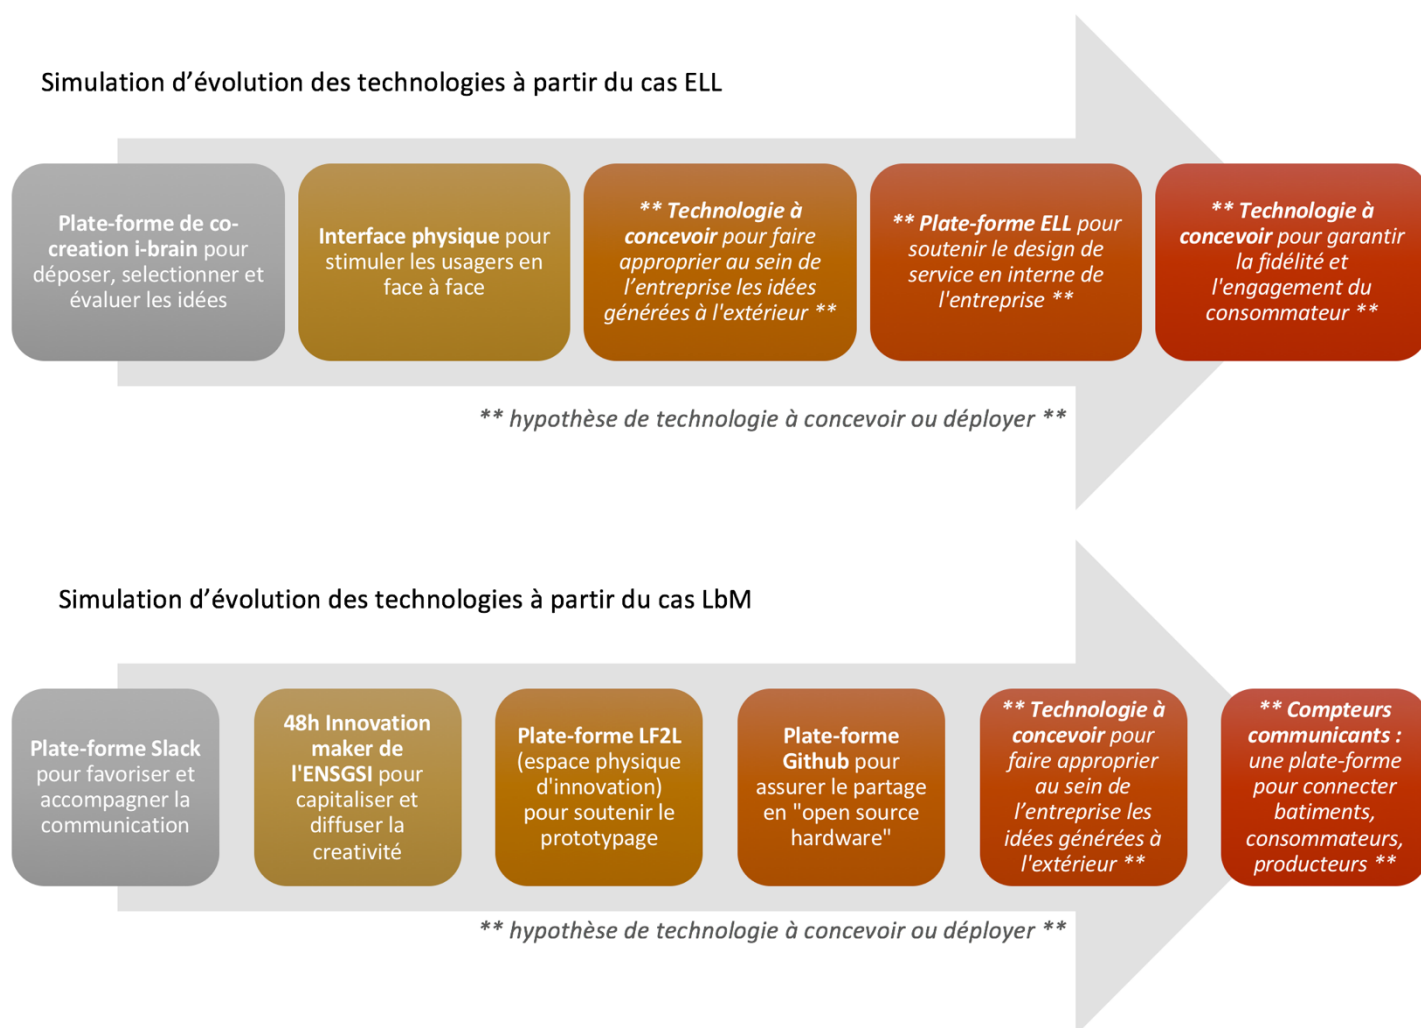 Simulation d’évolution des technologies à partir du cas ELL
Plate-forme de co-
creation i-brain pour
déposer, selectionner et
évaluer les idées
Interface physique pour
stimuler les usagers en
face à face
** Technologie à
concevoir pour faire
approprier au sein de
l’entreprise les idées
générées à l'extérieur **
** Plate-forme ELL pour
soutenir le design de
service en interne de
l'entreprise **
** Technologie à
concevoir pour garantir
la fidélité et
l'engagement du
consommateur **
** hypothèse de technologie à concevoir ou déployer **
Simulation d’évolution des technologies à partir du cas LbM
Plate-forme Slack
pour favoriser et
accompagner la
communication
48h Innovation
maker de
l'ENSGSI pour
capitaliser et
diffuser la
creativité
Plate-forme LF2L
(espace physique
d'innovation)
pour soutenir le
prototypage
Plate-forme
Github pour
assurer le partage
en "open source
hardware"
** Technologie à
concevoir pour
faire approprier
au sein de
l’entreprise les
idées générées à
l'extérieur **
** Compteurs
communicants :
une plate-forme
pour connecter
batiments,
consommateurs,
producteurs **
** hypothèse de technologie à concevoir ou déployer **